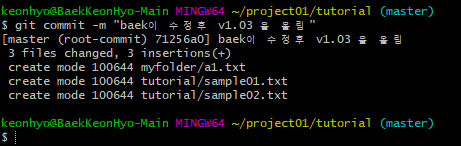 keonhyo@BaekKeonHyo-Main MINGW64 ~/project01/tutorial (master)
$ git commit -m "baek이 수정후 v1.03 을 올림"
[master (root-commit) 71256a0] baek이 수정후 v1.03 을 올림
3 files changed, 3 insertions(+)
create mode 100644 myfolder/a1.txt
create mode 100644 tutorial/sample01.txt
create mode 100644 tutorial/sample02.txt
keonhyo@BaekKeonHyo-Main MINGW64 ~/project01/tutorial (master)
$